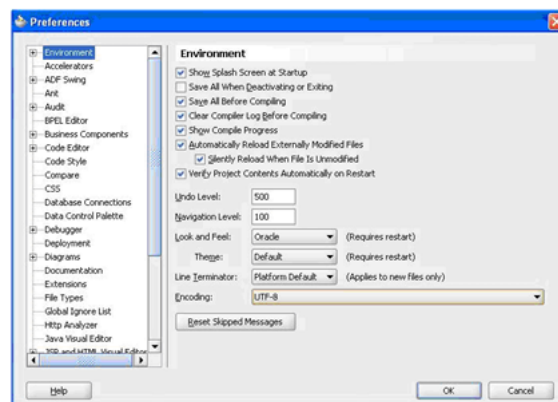 Preferences
Environment
Accelerators
ADF Swing
Ant
Audit
BPEL Editor
Business Components
Code Editor
Code Style
Compare
CSS
Database Connections
Data Control Palette
Debugger
Deployment
Diagrams
Documentation
Extensions
File Types
Global Ignore List
Http Analyzer
Java Visual Editor
JSP and HTML Visual Editor
Environment
Show Splash Screen at Startup
Save All When Deactivating or Exiting
Save All Before Compiling
Clear Compiler Log Before Compiling
Show Compile Progress
Automatically Reload Externally Modified Files
Silently Reload When File Is Unmodified
Verify Project Contents Automatically on Restart
Undo Level: 500
Navigation Level: 100
Look and Feel: Oracle (Requires restart)
Theme: Default (Requires restart)
Line Terminator: Platform Default (Applies to new files only)
Encoding: UTF-8
Reset Skipped Messages
Help OK Cancel